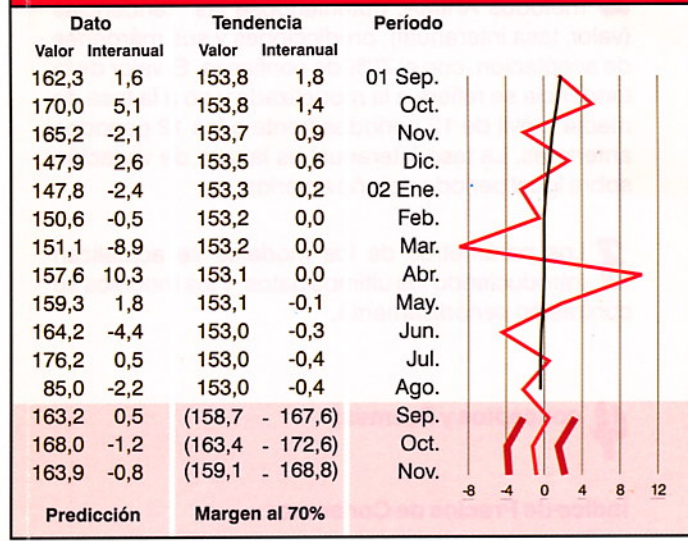 Dato Tendencia Período
Valor Interanual Valor Interanual
162,3 1,6 153,8 1,8 01 Sep.
170,0 5,1 153,8 1,4 Oct.
165,2 -2,1 153,7 0,9 Nov.
147,9 2,6 153,5 0,6 Dic.
147,8 -2,4 153,3 0,2 02 Ene.
150,6 -0,5 153,2 0,0 Feb.
151,1 -8,9 153,2 0,0 Mar.
157,6 10,3 153,1 0,0 Abr.
159,3 1,8 153,1 -0,1 May.
164,2 -4,4 153,0 -0,3 Jun.
176,2 0,5 153,0 -0,4 Jul.
85,0 -2,2 153,0 -0,4 Ago.
163,2 0,5 (158,7 - 167,6) Sep.
168,0 -1,2 (163,4 - 172,6) Oct.
163,9 -0,8 (159,1 - 168,8) Nov.
-8 -4 0 4 8 12
Predicción Margen al 70%